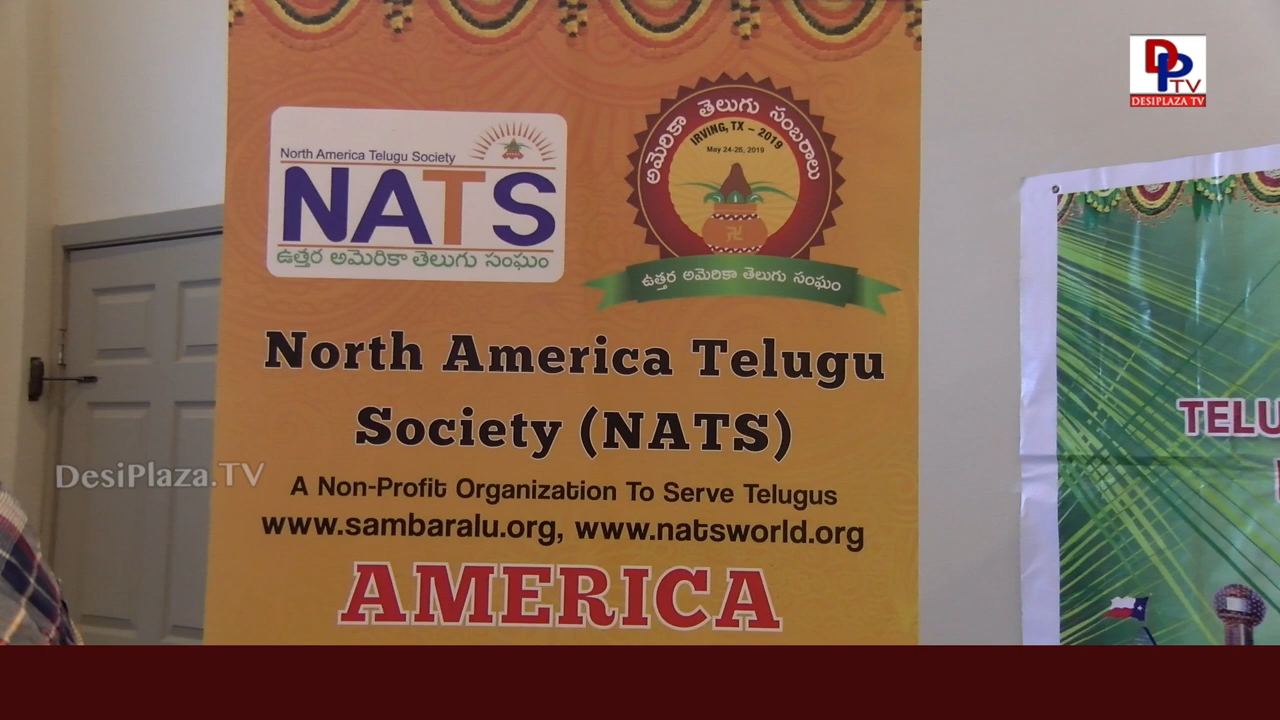 DPTV
DESIPLAZA TV
North America Telugu Society
NATS
ఉత్తర అమెరికా తెలుగు సంఘం
అమెరికా తెలుగు సంబరాలు
IRVING, TX – 2019
May 24-26, 2019
ఉత్తర అమెరికా తెలుగు సంఘం
North America Telugu
Society (NATS)
A Non-Profit Organization To Serve Telugus
www.sambaralu.org, www.natsworld.org
AMERICA
TELU
DesiPlaza.TV